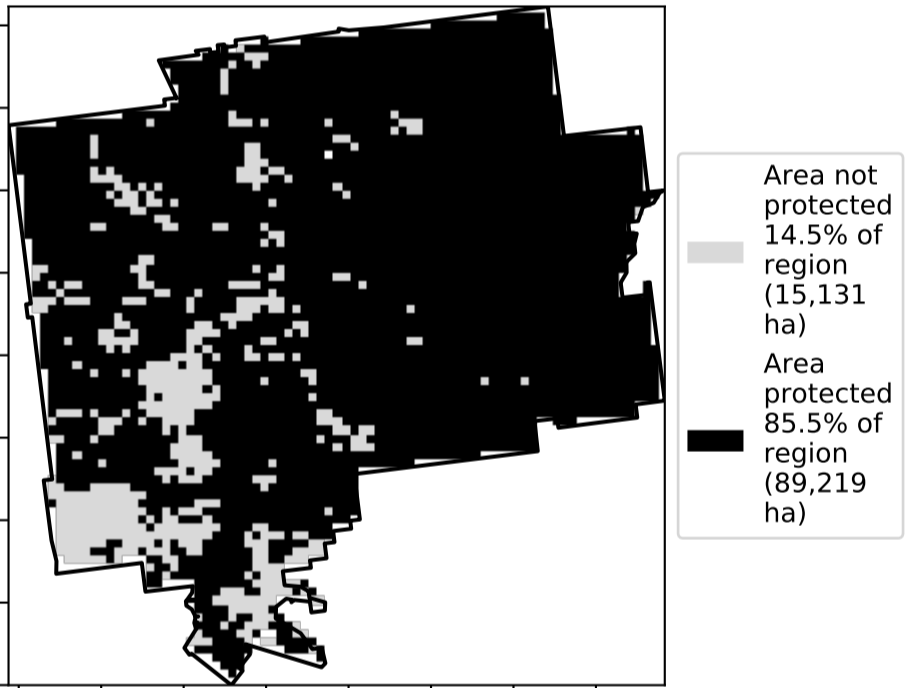 Area not
protected
14.5% of
region
(15,131
ha)
Area
protected
85.5% of
region
(89,219
ha)